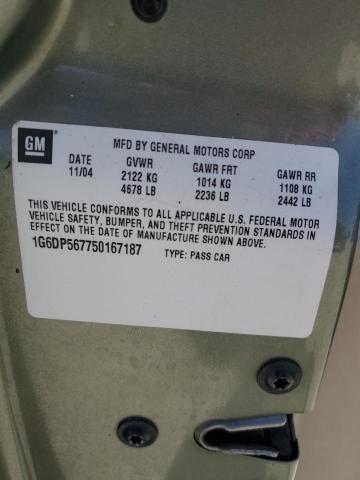 GM ®
MFD BY GENERAL MOTORS CORP
DATE GVWR GAWR FRT GAWR RR
11/04 2122 KG 1014 KG 1108 KG
4678 LB 2236 LB 2442 LB
THIS VEHICLE CONFORMS TO ALL APPLICABLE U.S. FEDERAL MOTOR
VEHICLE SAFETY, BUMPER, AND THEFT PREVENTION STANDARDS IN
EFFECT ON THE DATE OF MANUFACTURE SHOWN ABOVE.
1G6DP567750167187 TYPE: PASS CAR